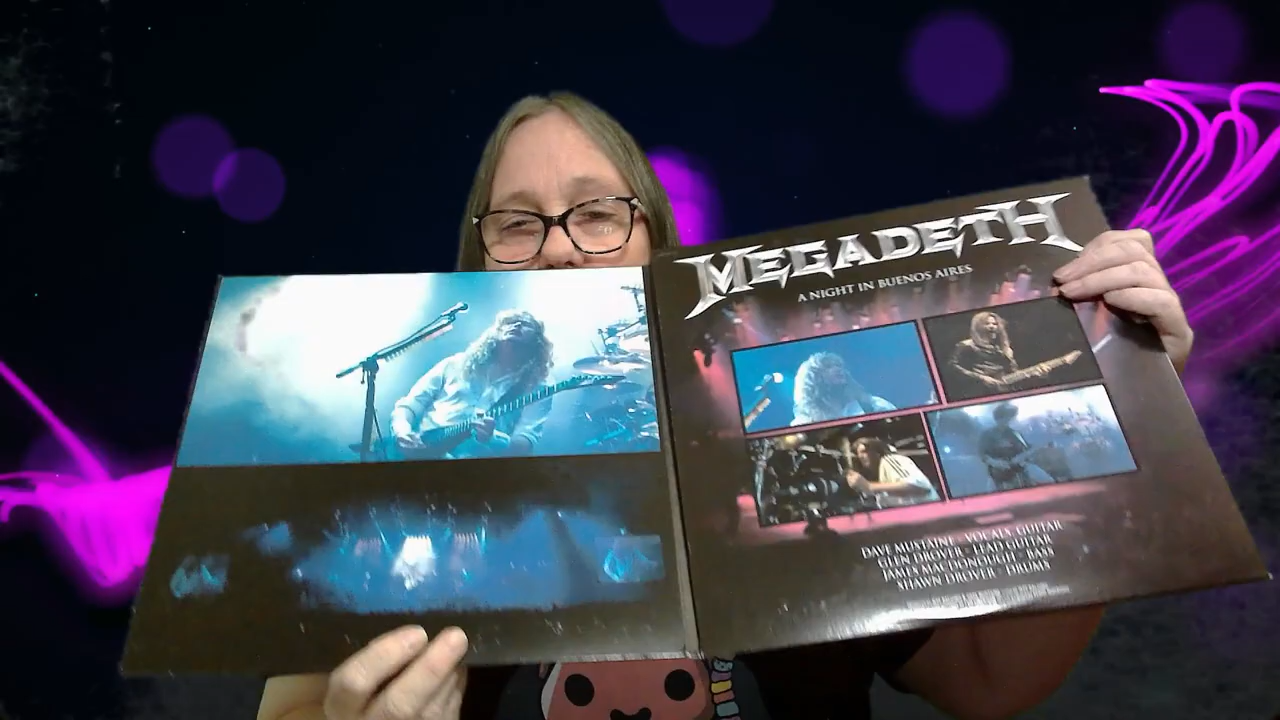 MEGADETH
A NIGHT IN BUENOS AIRES
DAVE MUSTAINE - VOCALS, GUITAR
GLEN DROVER - LEAD GUITAR
JAMES MACDONOUGH - BASS
SHAWN DROVER - DRUMS